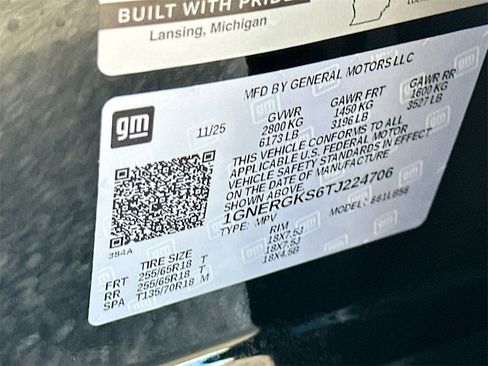 BUILT WITH PRIDE
Lansing, Michigan
MFD BY GENERAL MOTORS LLC
gm
11/25
GVWR GAWR FRT GAWR RR
2800 KG 1450 KG 1600 KG
6173 LB 3196 LB 3527 LB
THIS VEHICLE CONFORMS TO ALL
APPLICABLE U.S. FEDERAL MOTOR
VEHICLE SAFETY STANDARDS IN EFFECT
ON THE DATE OF MANUFACTURE
SHOWN ABOVE.
1GNERGKS6TJ224706
TYPE: MPV MODEL:
384A
TIRE SIZE RIM
FRT 255/65R18 T 18X7.5J
RR 255/65R18 T 18X7.5J
SPA T135/70R18 M 18X4.5B